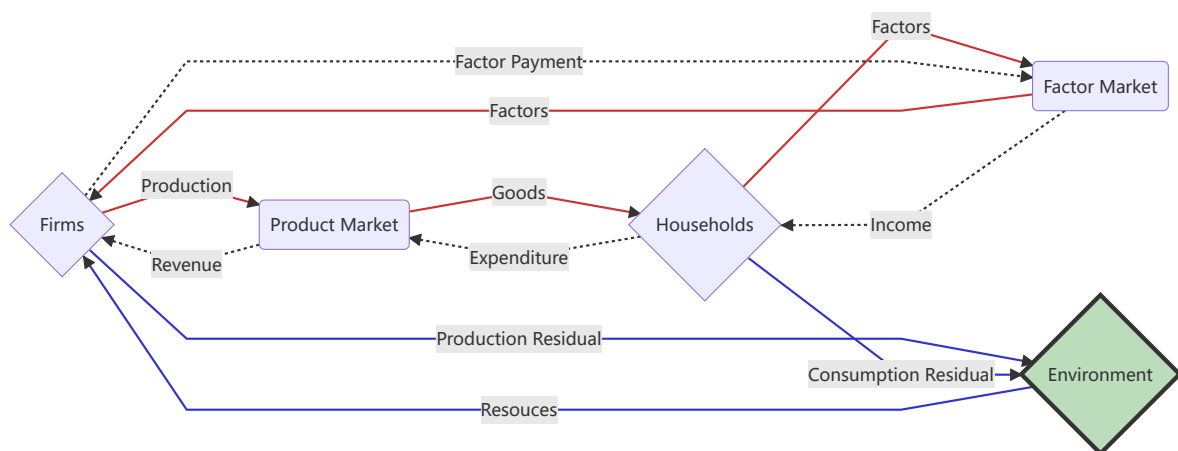 Factors
Factor Payment
Factor Market
Factors
Production
Goods
Firms
Product Market
Households
Income
Revenue
Expenditure
Production Residual
Consumption Residual
Environment
Resouces